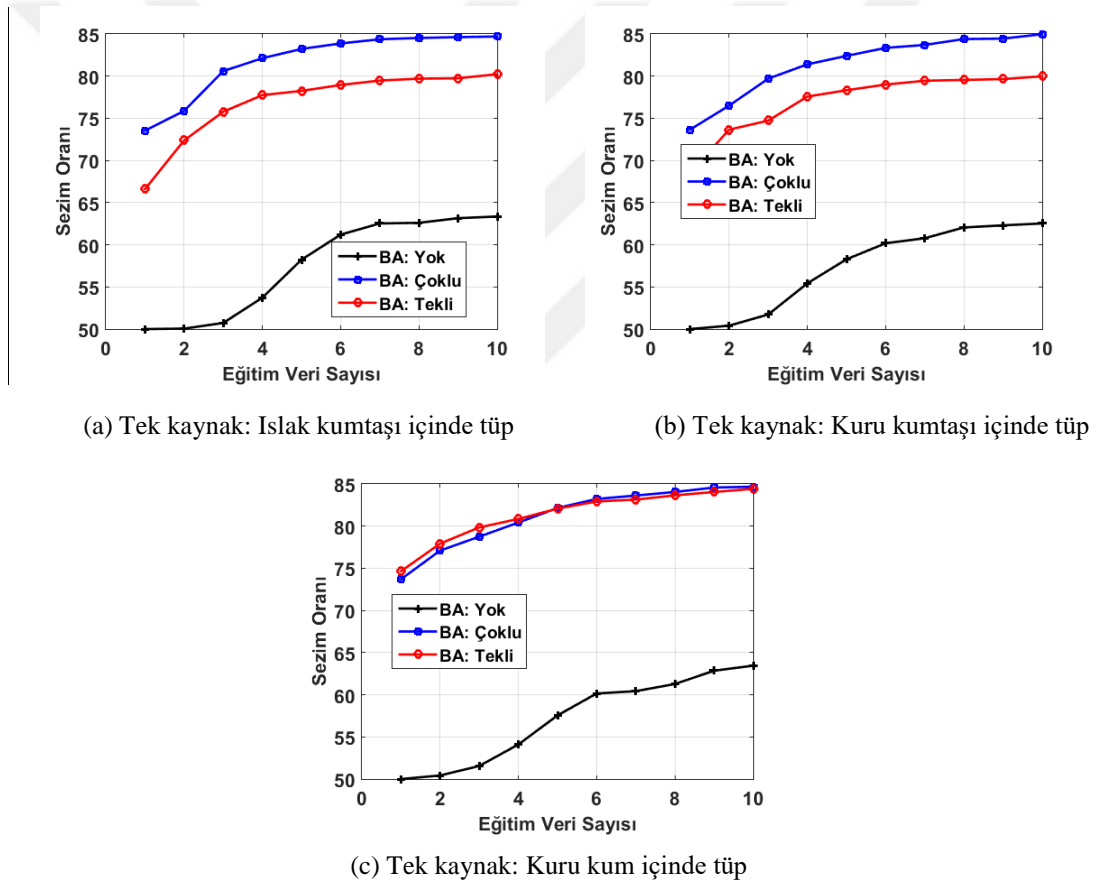 85
80
75
70
65
60
55
50
Sezim Oranı
BA: Yok
BA: Çoklu
BA: Tekli
0 2 4 6 8 10
Eğitim Veri Sayısı
(a) Tek kaynak: Islak kumtaşı içinde tüp
85
80
75
70
65
60
55
50
Sezim Oranı
BA: Yok
BA: Çoklu
BA: Tekli
0 2 4 6 8 10
Eğitim Veri Sayısı
(b) Tek kaynak: Kuru kumtaşı içinde tüp
85
80
75
70
65
60
55
50
Sezim Oranı
BA: Yok
BA: Çoklu
BA: Tekli
0 2 4 6 8 10
Eğitim Veri Sayısı
(c) Tek kaynak: Kuru kum içinde tüp